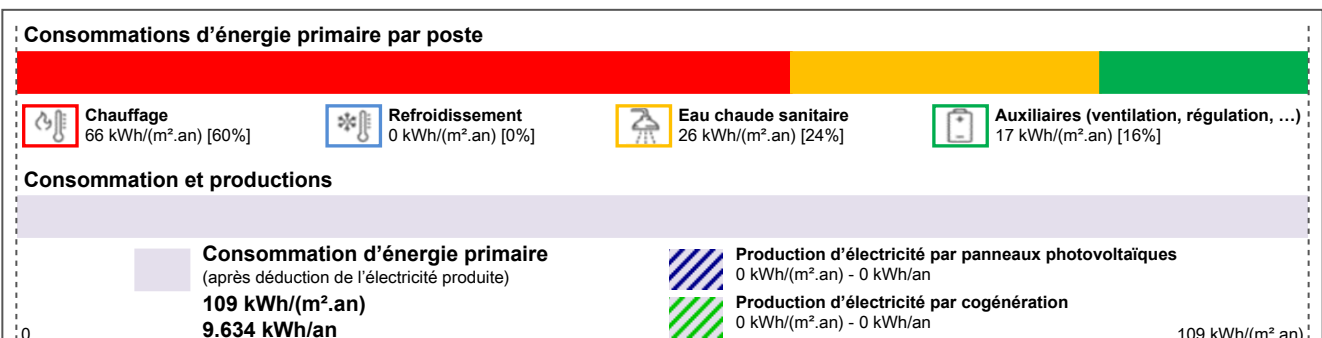 Consommations d’énergie primaire par poste
Chauffage
66 kWh/(m².an) [60%]
Refroidissement
0 kWh/(m².an) [0%]
Eau chaude sanitaire
26 kWh/(m².an) [24%]
Auxiliaires (ventilation, régulation, …)
17 kWh/(m².an) [16%]
Consommation et productions
Consommation d’énergie primaire
(après déduction de l’électricité produite)
109 kWh/(m².an)
9.634 kWh/an
Production d’électricité par panneaux photovoltaïques
0 kWh/(m².an) - 0 kWh/an
Production d’électricité par cogénération
0 kWh/(m².an) - 0 kWh/an
0
109 kWh/(m².an)